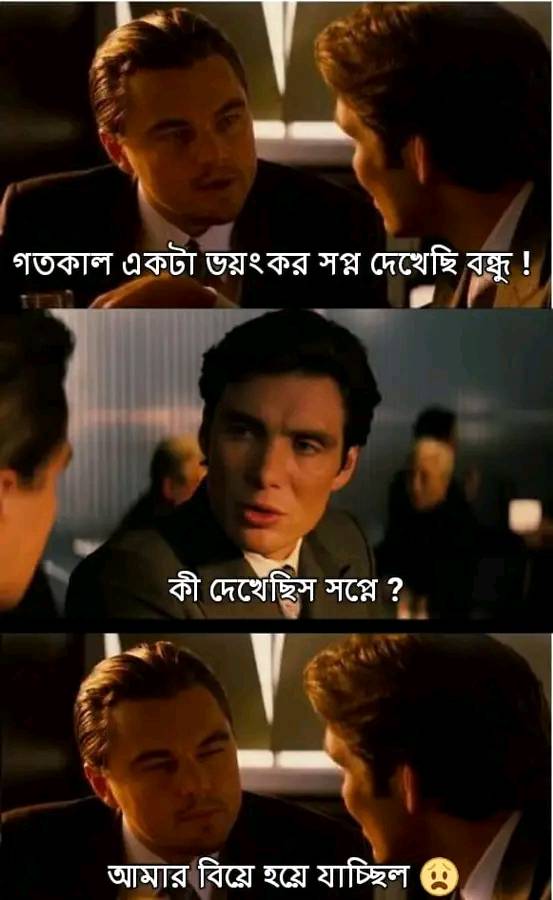 গতকাল একটা ভয়ংকর সপ্ন দেখেছি বন্ধু !
কী দেখেছিস সপ্নে ?
আমার বিয়ে হয়ে যাচ্ছিল 😧